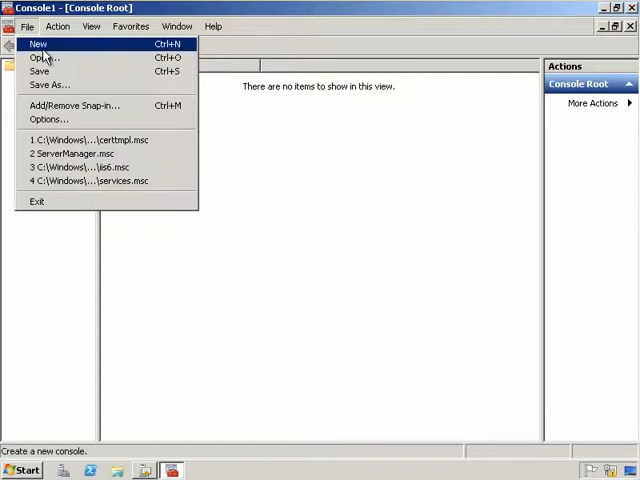 Console1 - [Console Root]
File Action View Favorites Window Help
New Ctrl+N
Ctrl+O
Save Ctrl+S
Save As...
Add/Remove Snap-in... Ctrl+M
Options...
1 C:\Windows\...\certtmpl.msc
2 ServerManager.msc
3 C:\Windows\...\iis6.msc
4 C:\Windows\...\services.msc
Exit
There are no items to show in this view.
Actions
Console Root
More Actions
Create a new console.
Start